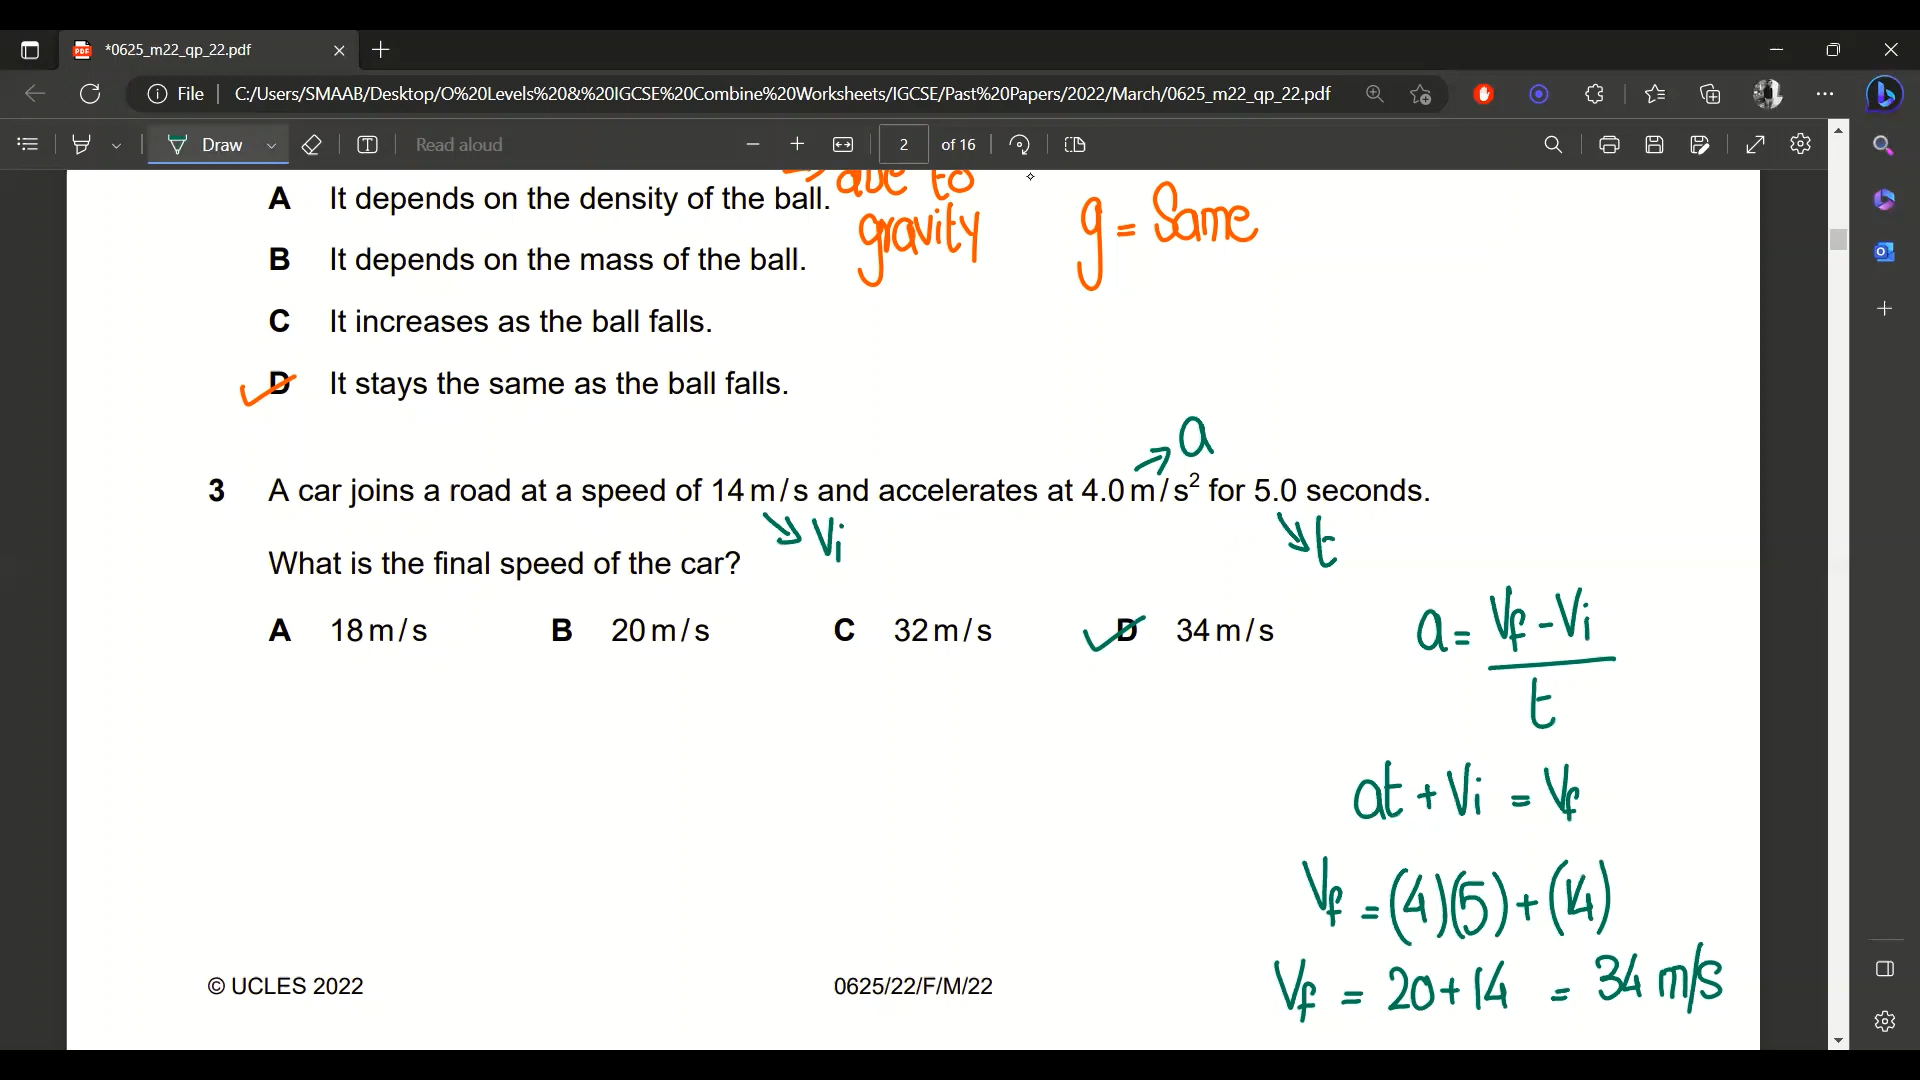 *0625_m22_qp_22.pdf
File C:/Users/SMAAB/Desktop/O%20Levels%20&%20IGCSE%20Combine%20Worksheets/IGCSE/Past%20Papers/2022/March/0625_m22_qp_22.pdf
Draw Read aloud 2 of 16
due to
A It depends on the density of the ball.
gravity g = Same
B It depends on the mass of the ball.
C It increases as the ball falls.
D It stays the same as the ball falls.
a
3 A car joins a road at a speed of 14 m/s and accelerates at 4.0 m/s² for 5.0 seconds.
Vi t
What is the final speed of the car?
A 18 m/s B 20 m/s C 32 m/s D 34 m/s
a = Vf - Vi
t
at + Vi = Vf
Vf = (4)(5) + (14)
Vf = 20 + 14 = 34 m/s
© UCLES 2022 0625/22/F/M/22